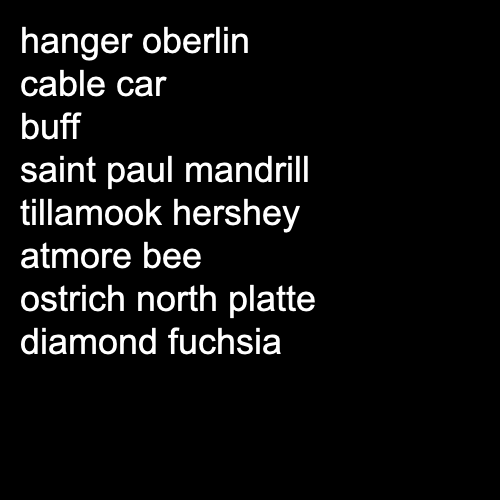 hanger oberlin
cable car
buff
saint paul mandrill
tillamook hershey
atmore bee
ostrich north platte
diamond fuchsia